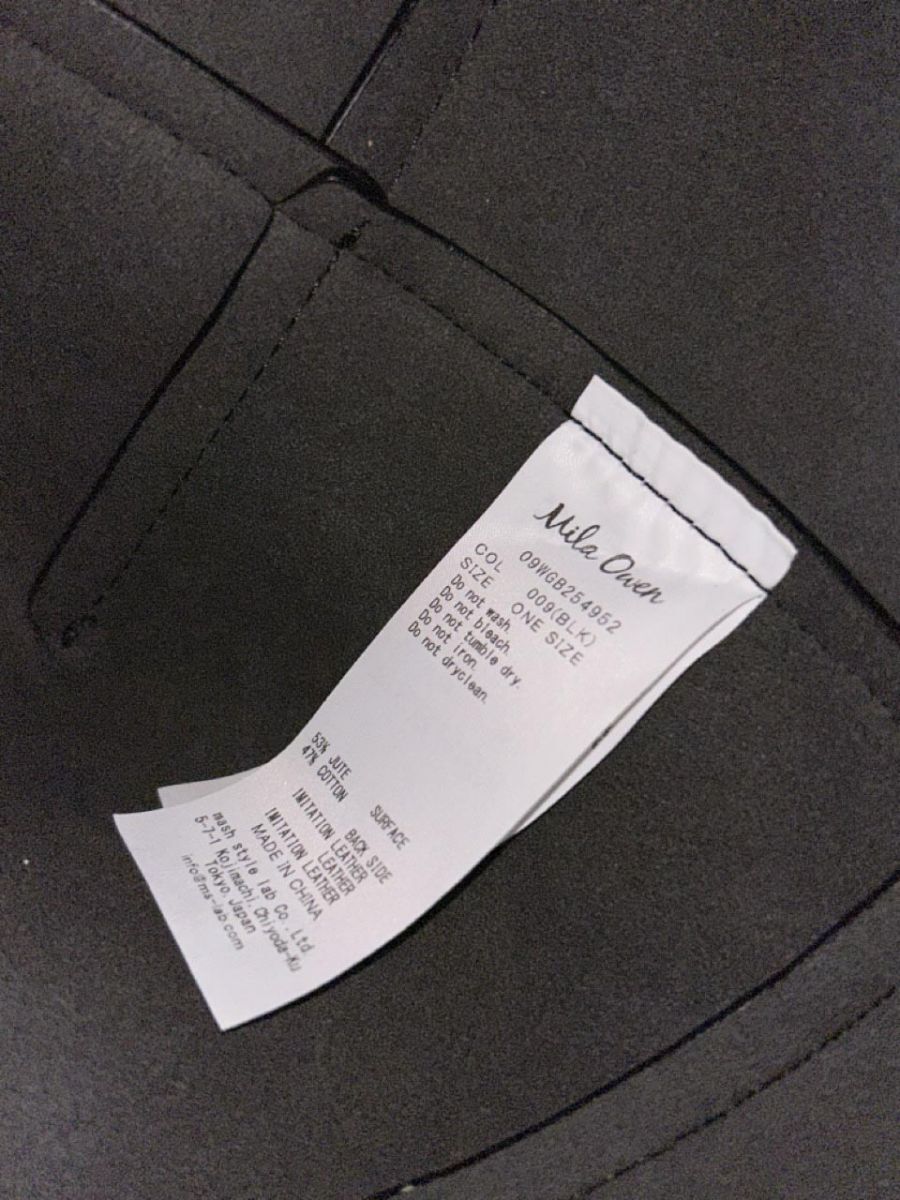 Mila Owen
09WGB254952
COL 009(BLK)
SIZE ONE SIZE
Do not wash.
Do not bleach.
Do not tumble dry.
Do not iron.
Do not dryclean.
SURFACE
53% JUTE
47% COTTON
BACK SIDE
IMITATION LEATHER
LEATHER
IMITATION LEATHER
MADE IN CHINA
mash style lab Co.,Ltd.
5-7-1 Kojimachi,Chiyoda-Ku
Tokyo,Japan
info@ms-lab.com